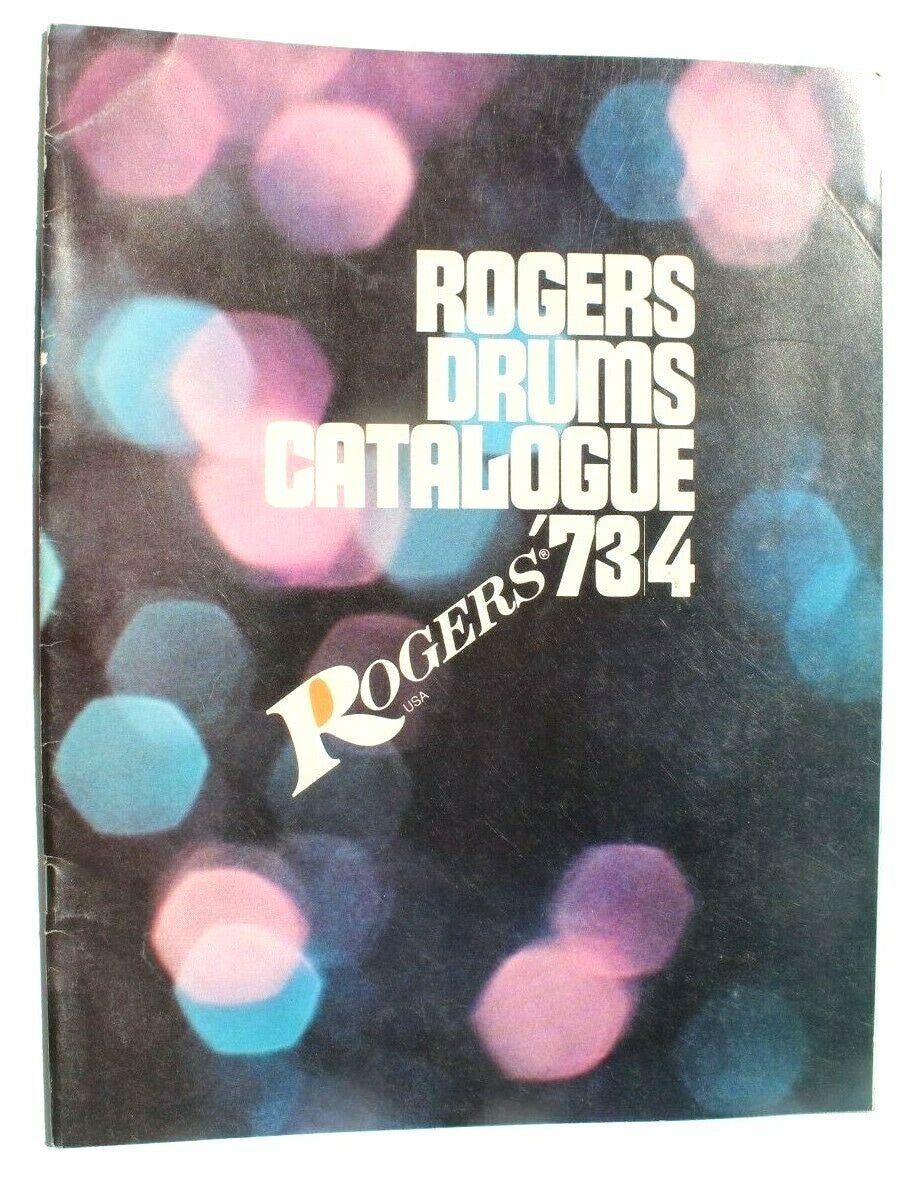 ROGERS
DRUMS
CATALOGUE
'73/4
ROGERS®
USA